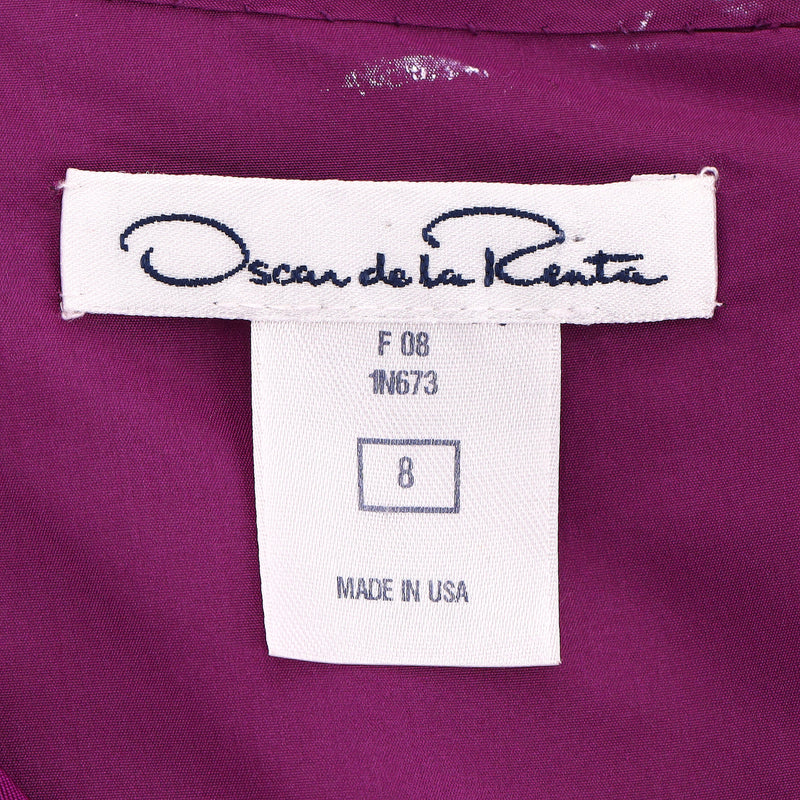 Oscar de la Renta
F 08
1N673
8
MADE IN USA